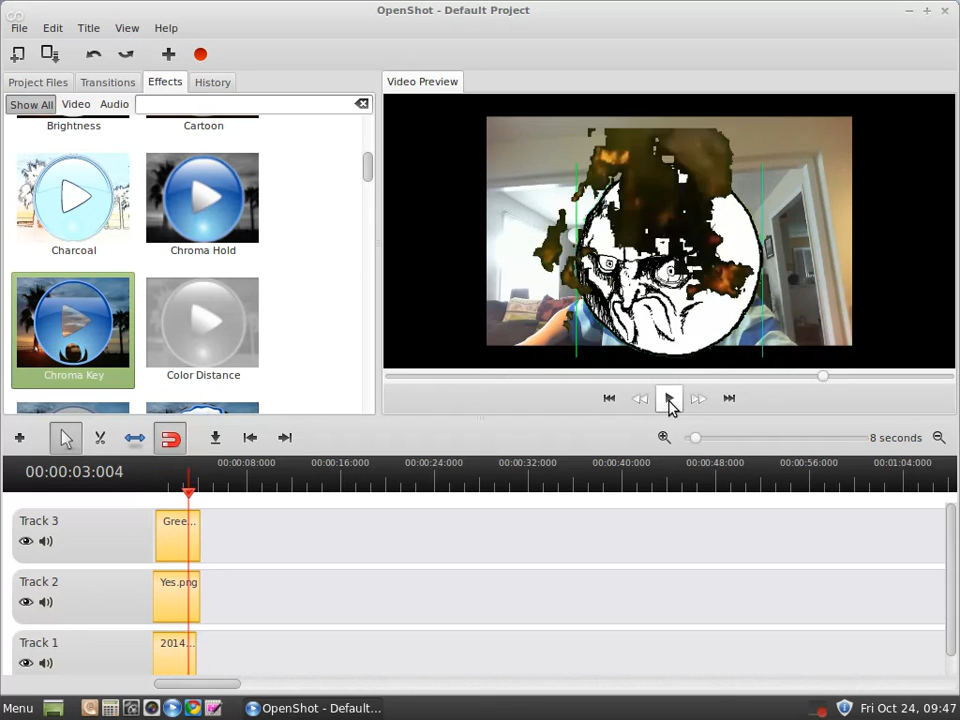 OpenShot - Default Project
File Edit Title View Help
Project Files Transitions Effects History
Video Preview
Show All Video Audio
Brightness Cartoon
Charcoal Chroma Hold
Chroma Key Color Distance
8 seconds
00:00:03:004
00:00:08:000 00:00:16:000 00:00:24:000 00:00:32:000 00:00:40:000 00:00:48:000 00:00:56:000 00:01:04:000
Track 3 Gree...
Track 2 Yes.png
Track 1 2014...
Menu OpenShot - Default... Fri Oct 24, 09:47